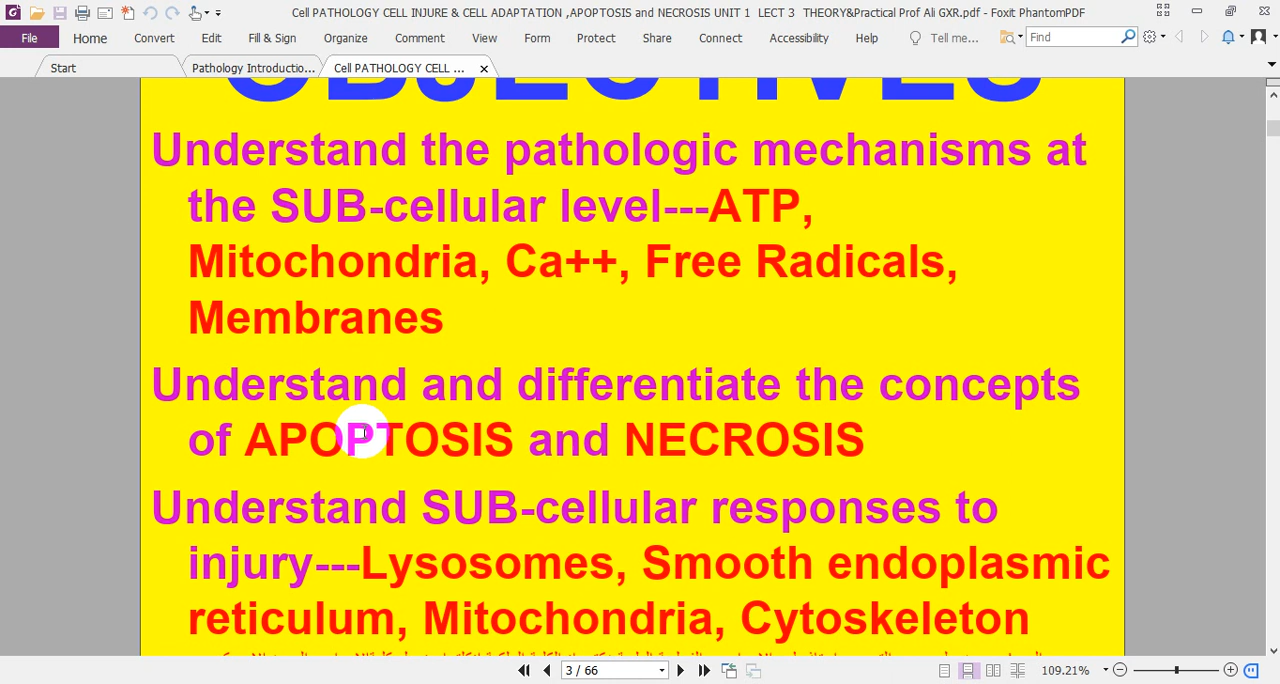 Cell PATHOLOGY CELL INJURE & CELL ADAPTATION ,APOPTOSIS and NECROSIS UNIT 1 LECT 3 THEORY&Practical Prof Ali GXR.pdf - Foxit PhantomPDF
File Home Convert Edit Fill & Sign Organize Comment View Form Protect Share Connect Accessibility Help Tell me... Find
Start Pathology Introductio... Cell PATHOLOGY CELL ...
OBJECTIVES
Understand the pathologic mechanisms at
the SUB-cellular level---ATP,
Mitochondria, Ca++, Free Radicals,
Membranes
Understand and differentiate the concepts
of APOPTOSIS and NECROSIS
Understand SUB-cellular responses to
injury---Lysosomes, Smooth endoplasmic
reticulum, Mitochondria, Cytoskeleton
3 / 66 109.21%